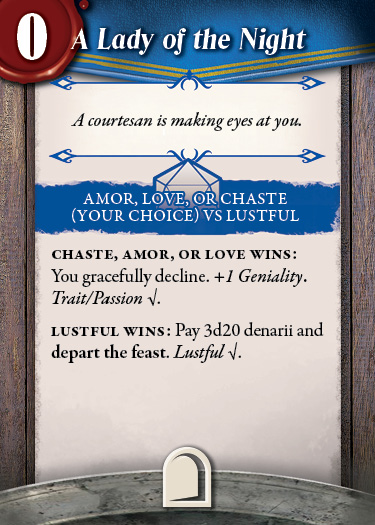 0
A Lady of the Night
A courtesan is making eyes at you.
AMOR, LOVE, OR CHASTE
(YOUR CHOICE) VS LUSTFUL
CHASTE, AMOR, OR LOVE WINS:
You gracefully decline. +1 Geniality.
Trait/Passion √.
LUSTFUL WINS: Pay 3d20 denarii and
depart the feast. Lustful √.